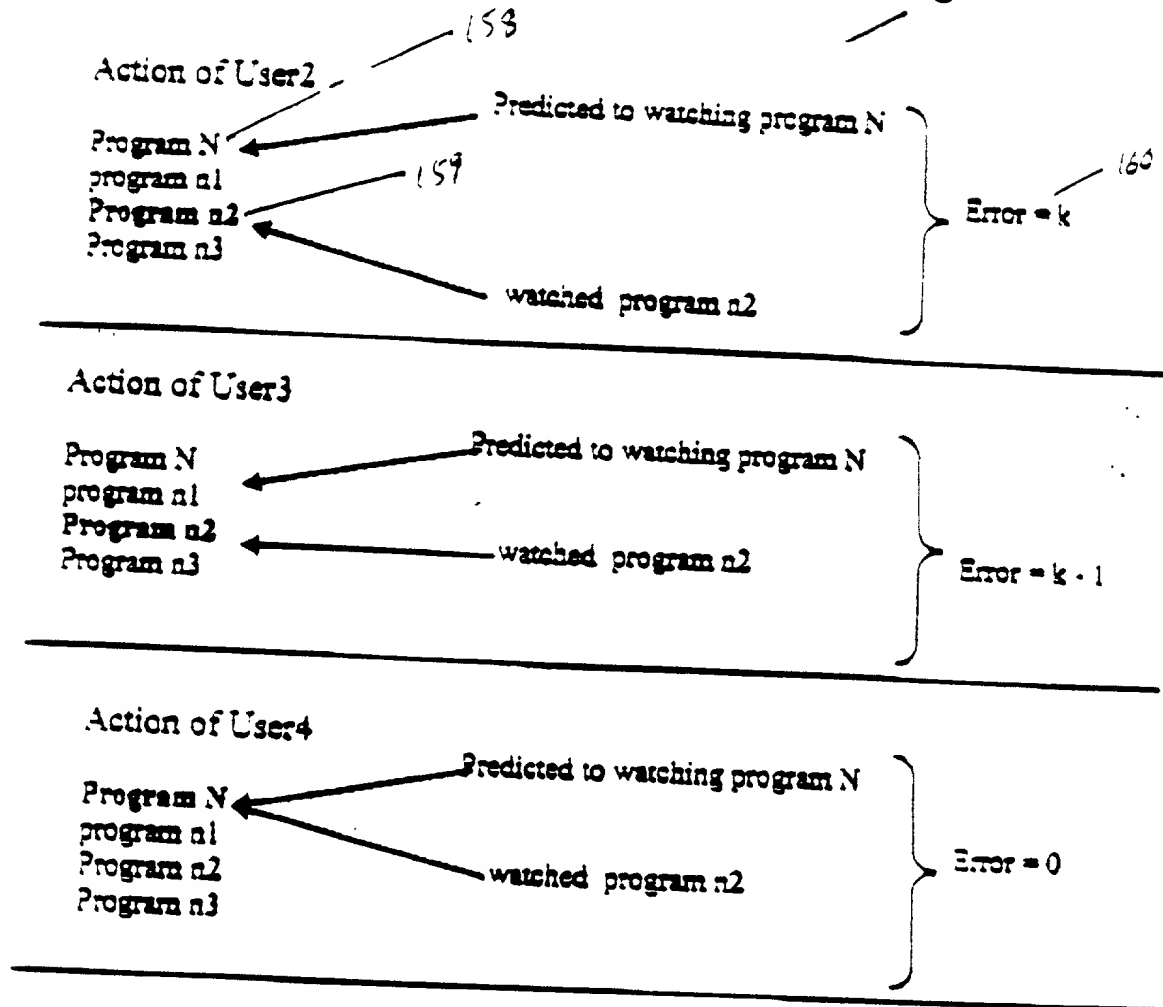 158
Action of User2
Predicted to watching program N
Program N
program n1
159
160
Program n2
Error = k
Program n3
watched program n2
Action of User3
Predicted to watching program N
Program N
program n1
Program n2
watched program n2
Program n3
Error = k - 1
Action of User4
Predicted to watching program N
Program N
program n1
Program n2
watched program n2
Error = 0
Program n3